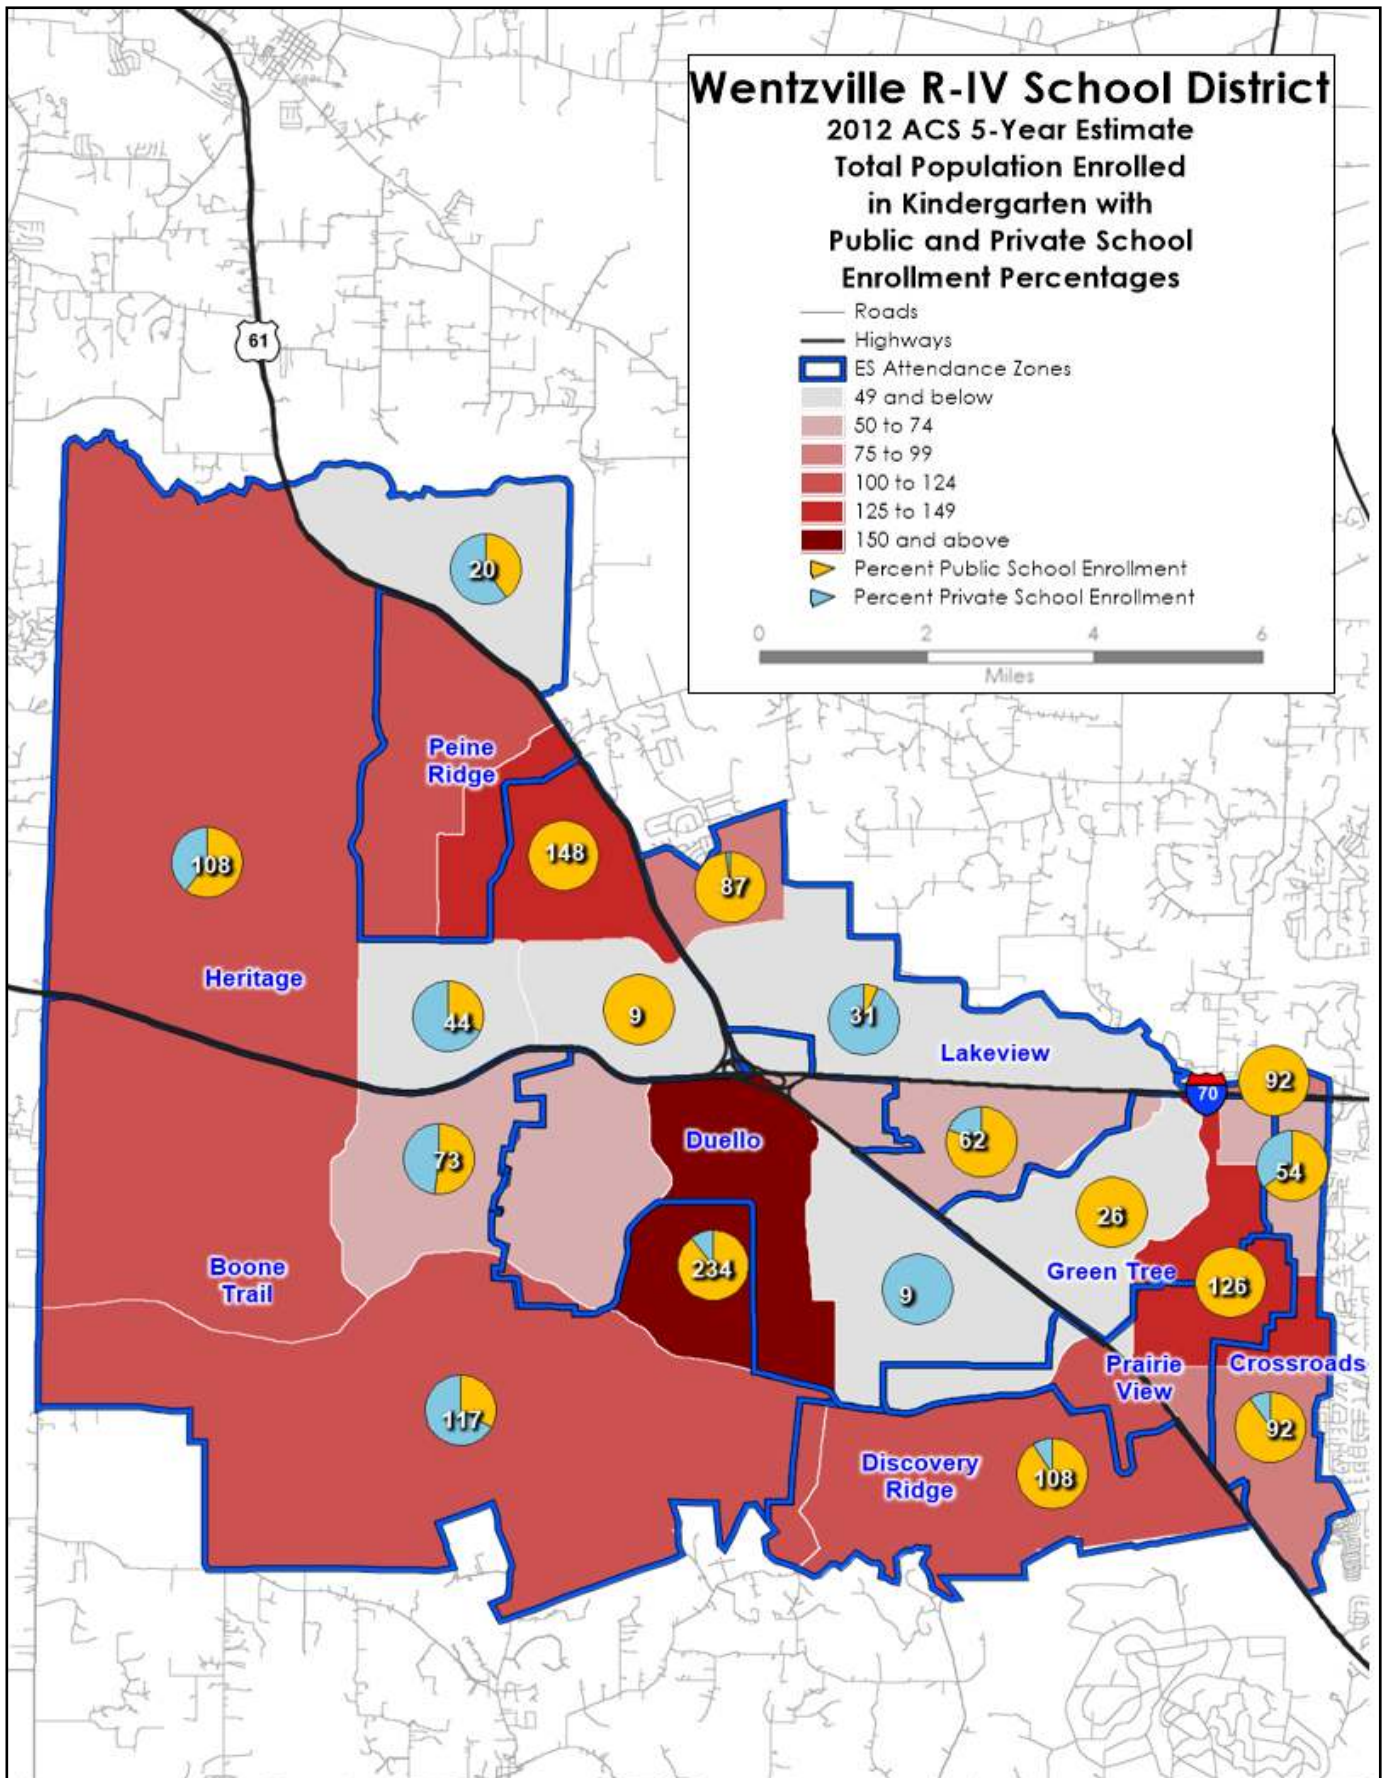 Wentzville R-IV School District
2012 ACS 5-Year Estimate
Total Population Enrolled
in Kindergarten with
Public and Private School
Enrollment Percentages
Roads
Highways
ES Attendance Zones
49 and below
50 to 74
75 to 99
100 to 124
125 to 149
150 and above
Percent Public School Enrollment
Percent Private School Enrollment
0 2 4 6
Miles
61
20
Peine
Ridge
108
148
87
Heritage
44
9
31
Lakeview
92
70
Duello
62
73
54
26
Boone
Trail
234
9
Green Tree
126
Prairie
View
Crossroads
117
92
Discovery
Ridge
108